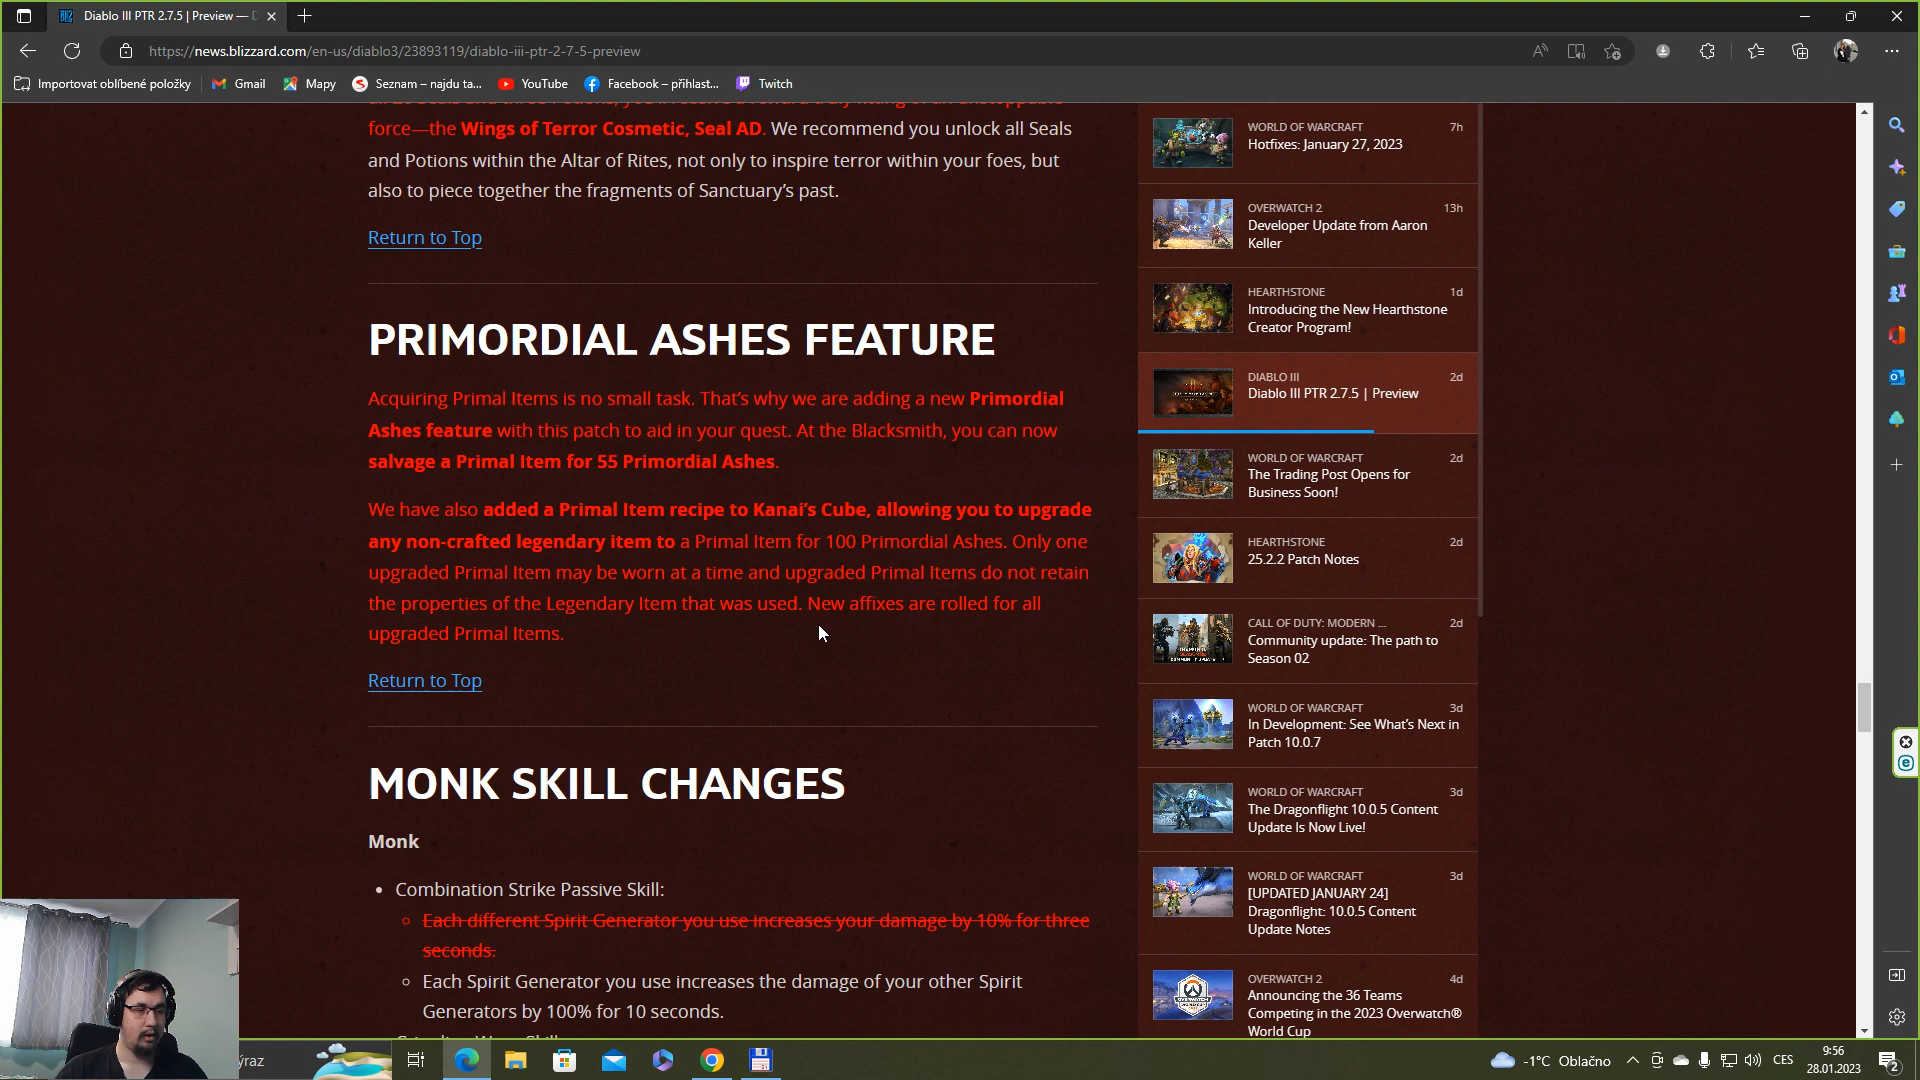 Diablo III PTR 2.7.5 | Preview —
https://news.blizzard.com/en-us/diablo3/23893119/diablo-iii-ptr-2-7-5-preview
Importovat oblíbené položky
Gmail
Mapy
Seznam – najdu ta...
YouTube
Facebook – přihlast...
Twitch
force—the Wings of Terror Cosmetic, Seal AD. We recommend you unlock all Seals
and Potions within the Altar of Rites, not only to inspire terror within your foes, but
also to piece together the fragments of Sanctuary’s past.
Return to Top
PRIMORDIAL ASHES FEATURE
Acquiring Primal Items is no small task. That’s why we are adding a new Primordial
Ashes feature with this patch to aid in your quest. At the Blacksmith, you can now
salvage a Primal Item for 55 Primordial Ashes.
We have also added a Primal Item recipe to Kanai’s Cube, allowing you to upgrade
any non-crafted legendary item to a Primal Item for 100 Primordial Ashes. Only one
upgraded Primal Item may be worn at a time and upgraded Primal Items do not retain
the properties of the Legendary Item that was used. New affixes are rolled for all
upgraded Primal Items.
Return to Top
MONK SKILL CHANGES
Monk
Combination Strike Passive Skill:
Each different Spirit Generator you use increases your damage by 10% for three
seconds.
Each Spirit Generator you use increases the damage of your other Spirit
Generators by 100% for 10 seconds.
WORLD OF WARCRAFT 7h
Hotfixes: January 27, 2023
OVERWATCH 2 13h
Developer Update from Aaron
Keller
HEARTHSTONE 1d
Introducing the New Hearthstone
Creator Program!
DIABLO III 2d
Diablo III PTR 2.7.5 | Preview
WORLD OF WARCRAFT 2d
The Trading Post Opens for
Business Soon!
HEARTHSTONE 2d
25.2.2 Patch Notes
CALL OF DUTY: MODERN ... 2d
Community update: The path to
Season 02
WORLD OF WARCRAFT 3d
In Development: See What’s Next in
Patch 10.0.7
WORLD OF WARCRAFT 3d
The Dragonflight 10.0.5 Content
Update Is Now Live!
WORLD OF WARCRAFT 3d
[UPDATED JANUARY 24]
Dragonflight: 10.0.5 Content
Update Notes
OVERWATCH 2 4d
Announcing the 36 Teams
Competing in the 2023 Overwatch®
World Cup
ýraz
-1°C Oblačno
CES
9:56
28.01.2023
2